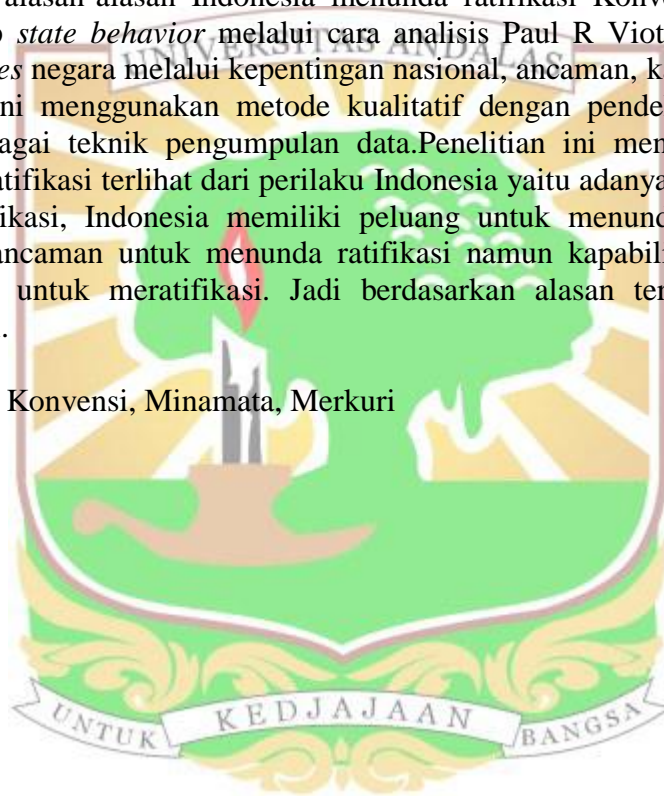 alasan-alasan Indonesia menunda ratifikasi Konv
state behavior melalui cara analisis Paul R Viot
es negara melalui kepentingan nasional, ancaman, k
ni menggunakan metode kualitatif dengan pende
agai teknik pengumpulan data.Penelitian ini men
atifikasi terlihat dari perilaku Indonesia yaitu adanya
ikasi, Indonesia memiliki peluang untuk menund
ancaman untuk menunda ratifikasi namun kapabili
untuk meratifikasi. Jadi berdasarkan alasan ter
.
Konvensi, Minamata, Merkuri
UNIVERSITAS ANDALAS
UNTUK KEDJAJAAN BANGSA